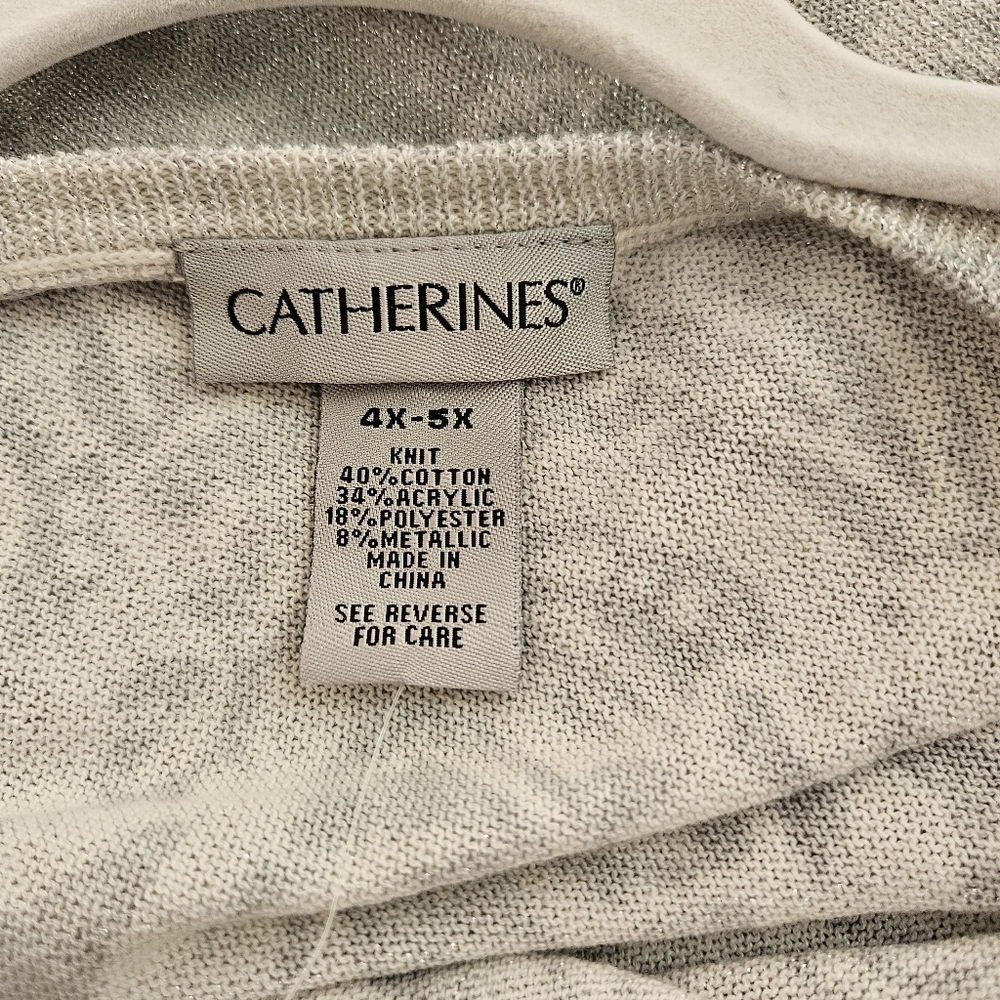 CATHERINES®
4X-5X
KNIT
40%COTTON
34%ACRYLIC
18%POLYESTER
8%METALLIC
MADE IN
CHINA
SEE REVERSE
FOR CARE